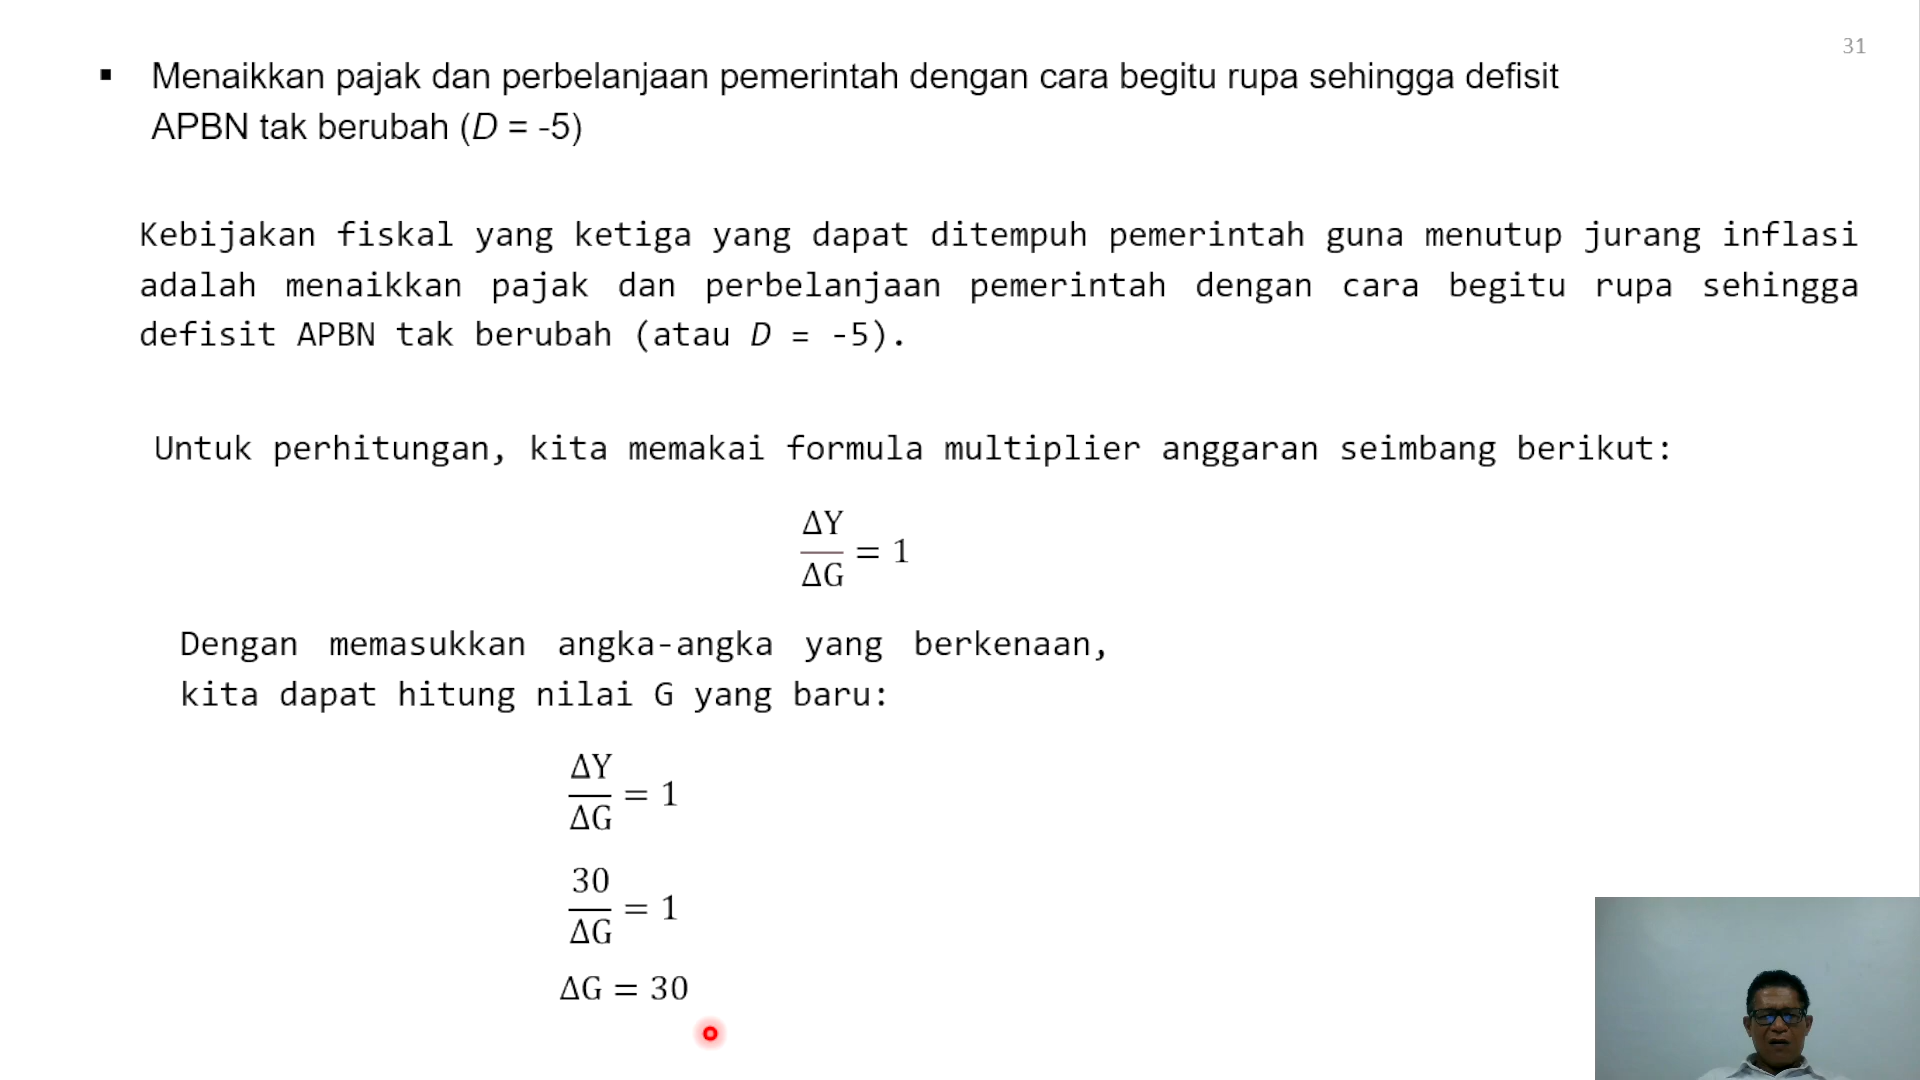 31
▪ Menaikkan pajak dan perbelanjaan pemerintah dengan cara begitu rupa sehingga defisit
APBN tak berubah (D = -5)
Kebijakan fiskal yang ketiga yang dapat ditempuh pemerintah guna menutup jurang inflasi
adalah menaikkan pajak dan perbelanjaan pemerintah dengan cara begitu rupa sehingga
defisit APBN tak berubah (atau D = -5).
Untuk perhitungan, kita memakai formula multiplier anggaran seimbang berikut:
ΔY/ΔG = 1
Dengan memasukkan angka-angka yang berkenaan,
kita dapat hitung nilai G yang baru:
ΔY/ΔG = 1
30/ΔG = 1
ΔG = 30